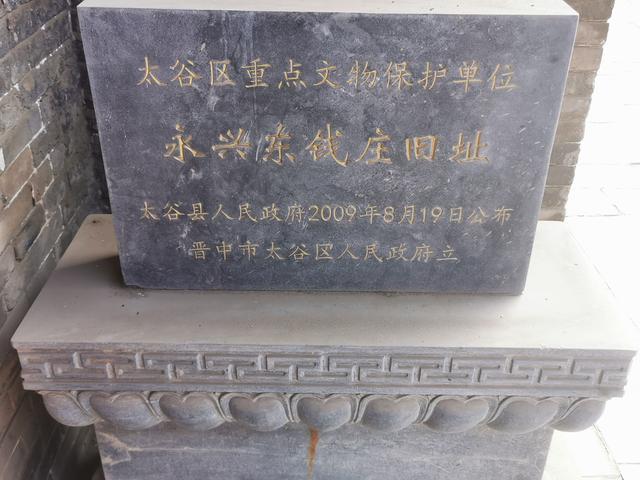 太谷区重点文物保护单位
永兴东钱庄旧址
太谷县人民政府2009年8月19日公布
晋中市太谷区人民政府立